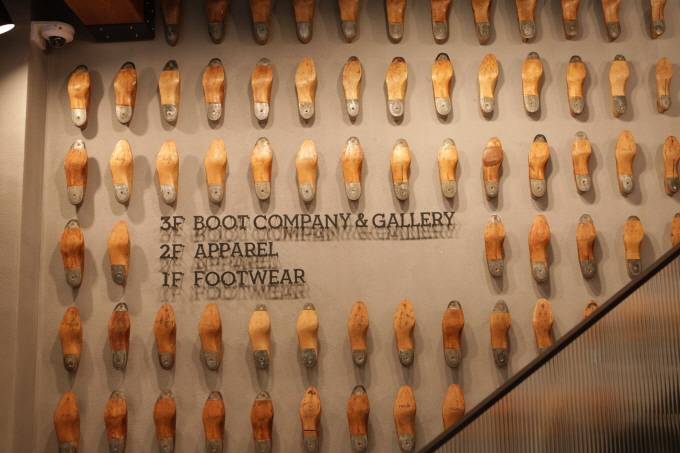 3F BOOT COMPANY & GALLERY
2F APPAREL
1F FOOTWEAR